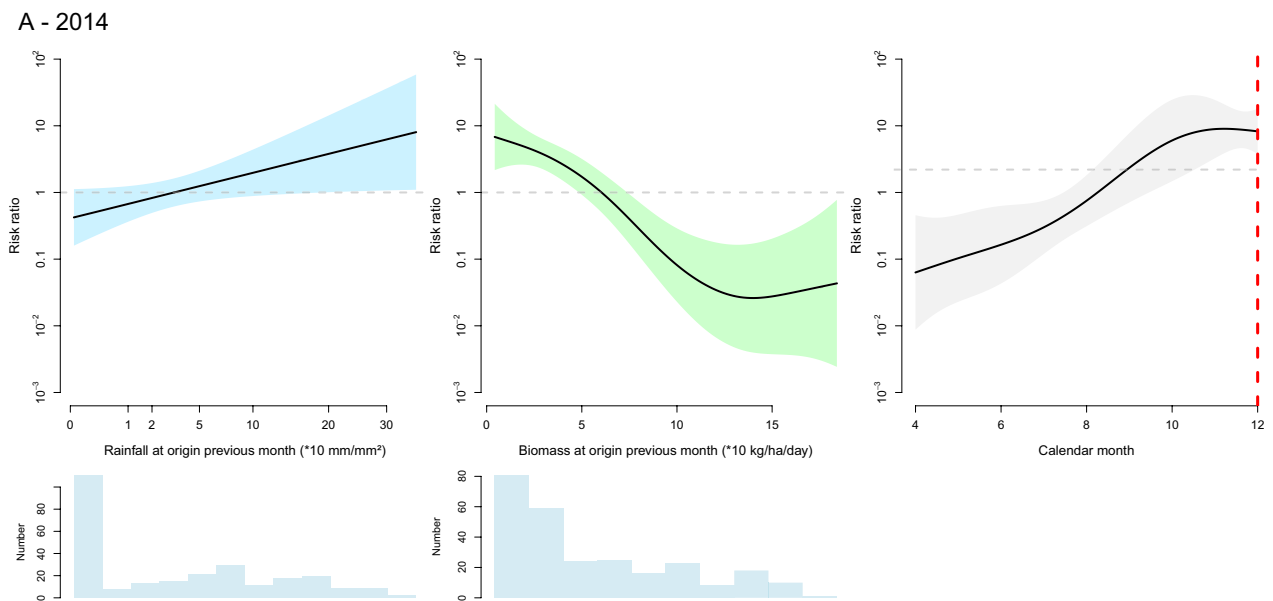 A - 2014
Risk ratio
10²
10
1
0.1
10⁻²
10⁻³
0 1 2 5 10 20 30
Rainfall at origin previous month (*10 mm/mm²)
Risk ratio
10²
10
1
0.1
10⁻²
10⁻³
0 5 10 15
Biomass at origin previous month (*10 kg/ha/day)
Risk ratio
10²
10
1
0.1
10⁻²
10⁻³
4 6 8 10 12
Calendar month
Number
80
60
40
20
0
Number
80
60
40
20
0